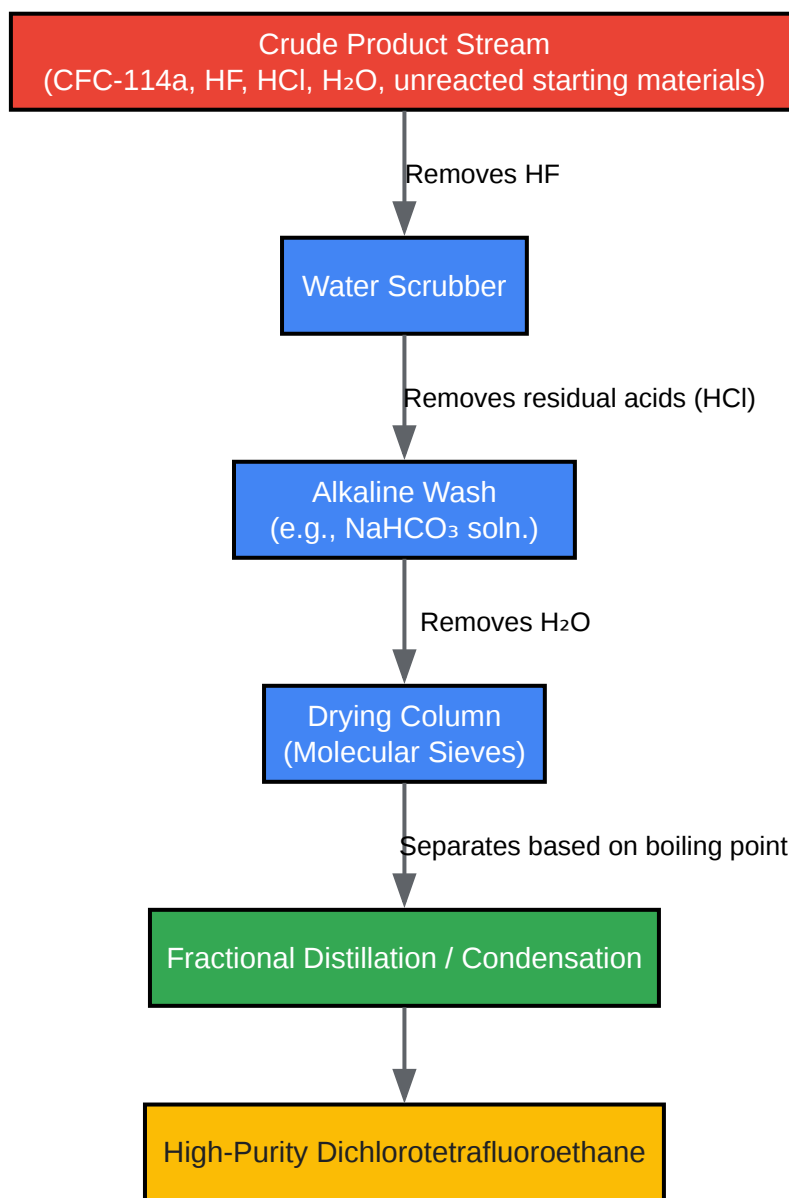 Crude Product Stream
(CFC-114a, HF, HCl, H₂O, unreacted starting materials)
Removes HF
Water Scrubber
Removes residual acids (HCl)
Alkaline Wash
(e.g., NaHCO₃ soln.)
Removes H₂O
Drying Column
(Molecular Sieves)
Separates based on boiling point
Fractional Distillation / Condensation
High-Purity Dichlorotetrafluoroethane